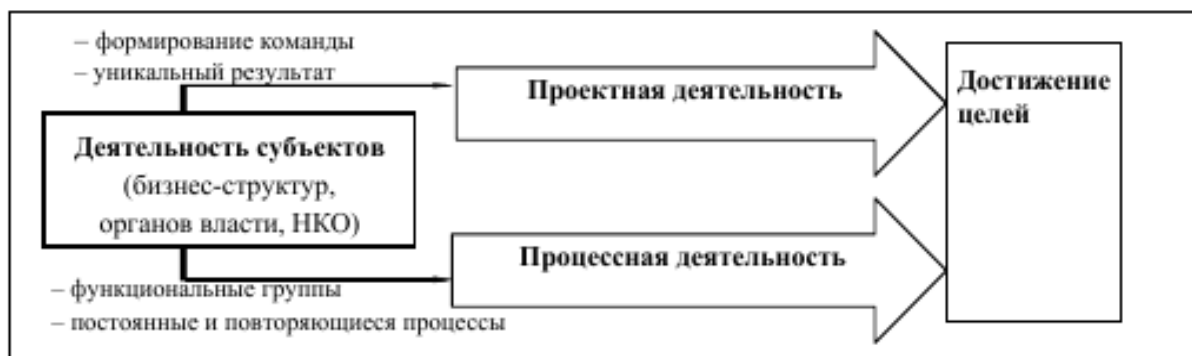 – формирование команды
– уникальный результат
Проектная деятельность
Достижение
целей
Деятельность субъектов
(бизнес-структур,
органов власти, НКО)
Процессная деятельность
– функциональные группы
– постоянные и повторяющиеся процессы